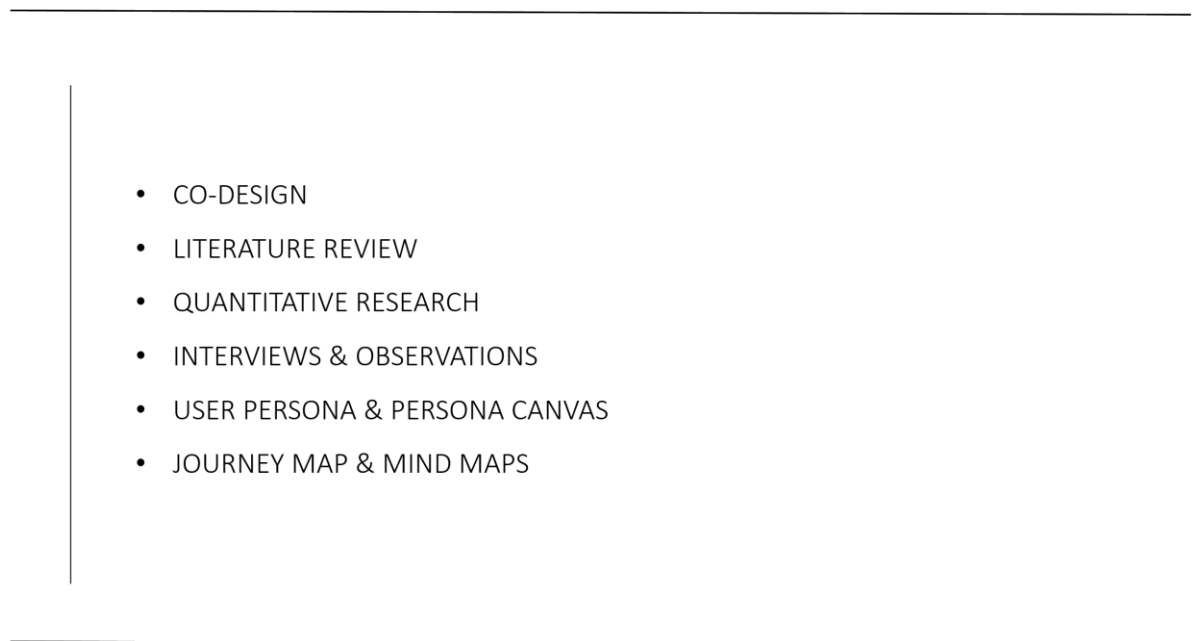 • CO-DESIGN
• LITERATURE REVIEW
• QUANTITATIVE RESEARCH
• INTERVIEWS & OBSERVATIONS
• USER PERSONA & PERSONA CANVAS
• JOURNEY MAP & MIND MAPS